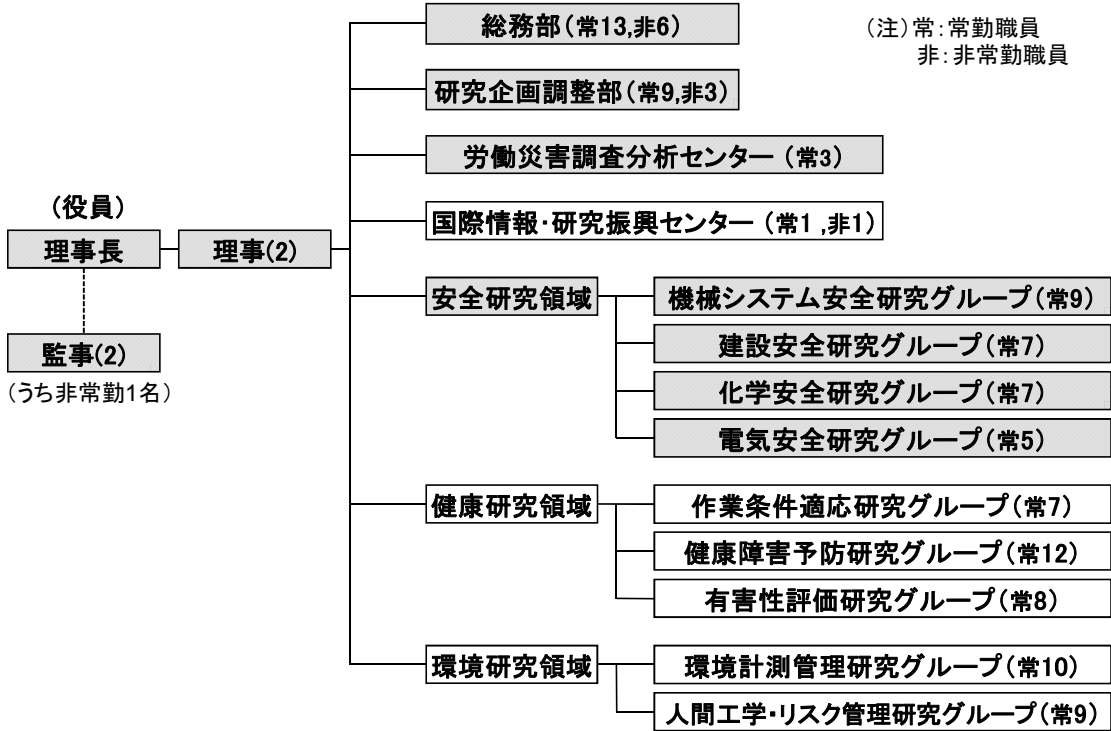 総務部(常13,非6)
(注)常:常勤職員
非:非常勤職員
研究企画調整部(常9,非3)
労働災害調査分析センター (常3)
国際情報・研究振興センター (常1 ,非1)
(役員)
理事長
理事(2)
監事(2)
(うち非常勤1名)
安全研究領域
機械システム安全研究グループ(常9)
建設安全研究グループ(常7)
化学安全研究グループ(常7)
電気安全研究グループ(常5)
健康研究領域
作業条件適応研究グループ(常7)
健康障害予防研究グループ(常12)
有害性評価研究グループ(常8)
環境研究領域
環境計測管理研究グループ(常10)
人間工学・リスク管理研究グループ(常9)